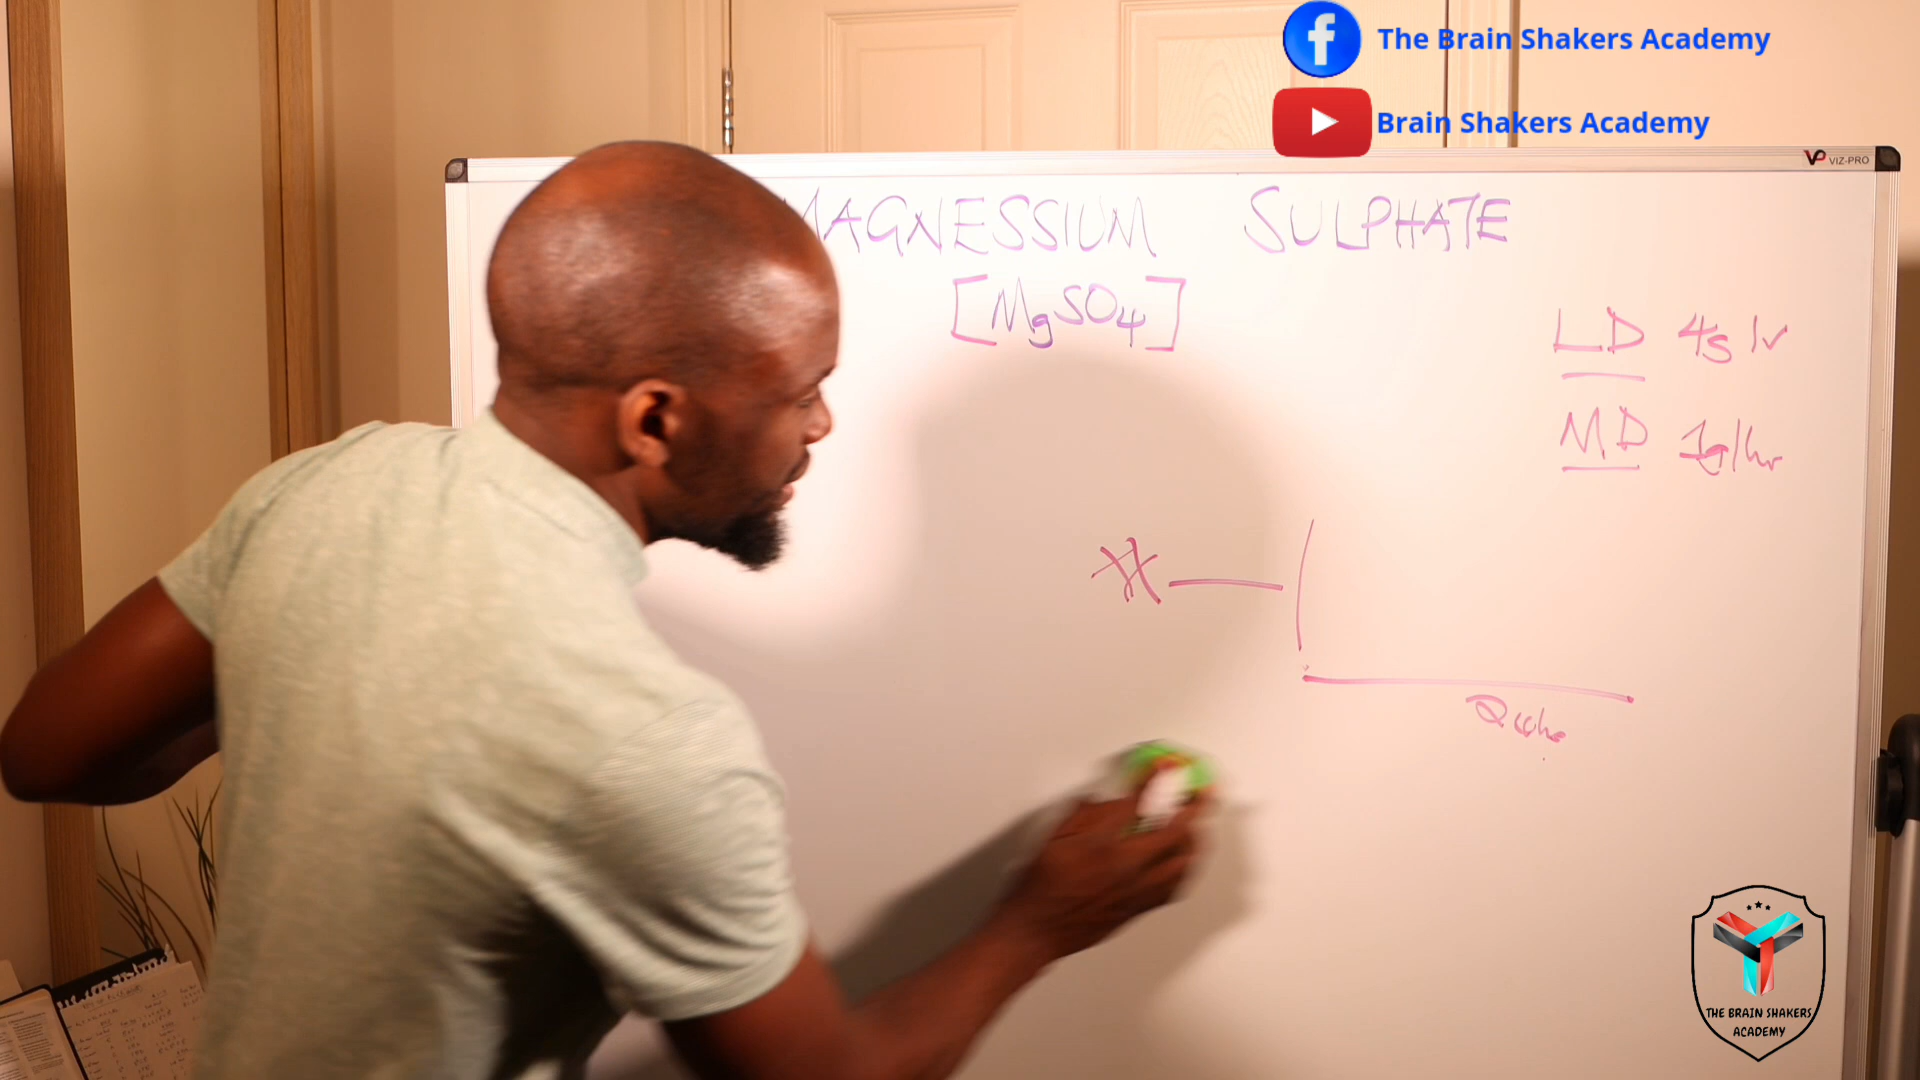 The Brain Shakers Academy
Brain Shakers Academy
VP VIZ-PRO
MAGNESSIUM SULPHATE
[MgSO4]
LD 4g IV
MD 1g/hr
THE BRAIN SHAKERS
ACADEMY